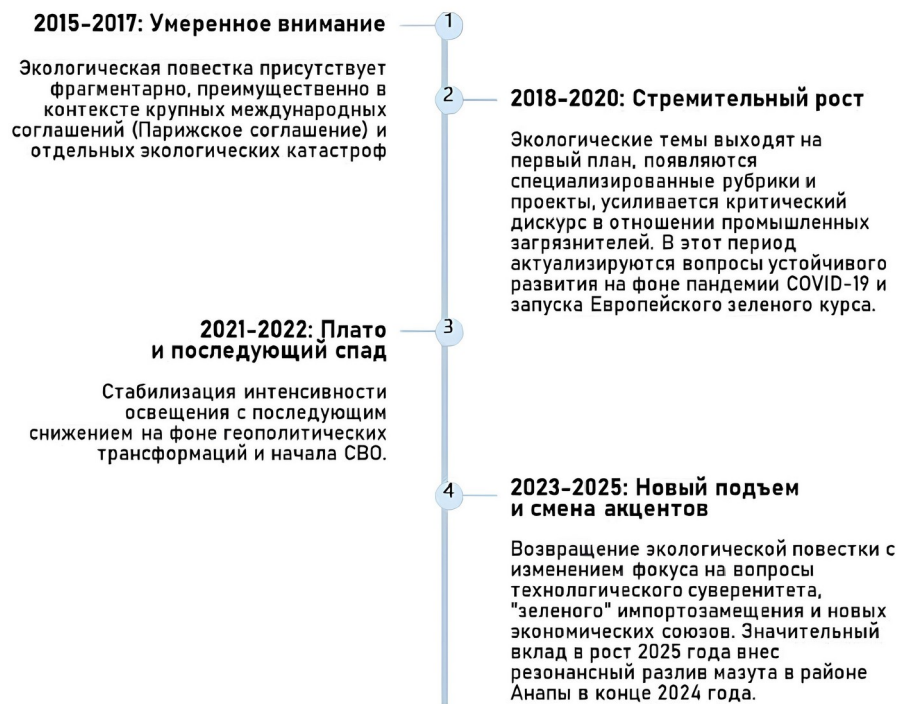 2015-2017: Умеренное внимание
1
Экологическая повестка присутствует
фрагментарно, преимущественно в
контексте крупных международных
соглашений (Парижское соглашение) и
отдельных экологических катастроф
2
2018-2020: Стремительный рост
Экологические темы выходят на
первый план, появляются
специализированные рубрики и
проекты, усиливается критический
дискурс в отношении промышленных
загрязнителей. В этот период
актуализируются вопросы устойчивого
развития на фоне пандемии COVID-19 и
запуска Европейского зеленого курса.
2021-2022: Плато
и последующий спад
3
Стабилизация интенсивности
освещения с последующим
снижением на фоне геополитических
трансформаций и начала СВО.
4
2023-2025: Новый подъем
и смена акцентов
Возвращение экологической повестки с
изменением фокуса на вопросы
технологического суверенитета,
"зеленого" импортозамещения и новых
экономических союзов. Значительный
вклад в рост 2025 года внес
резонансный разлив мазута в районе
Анапы в конце 2024 года.